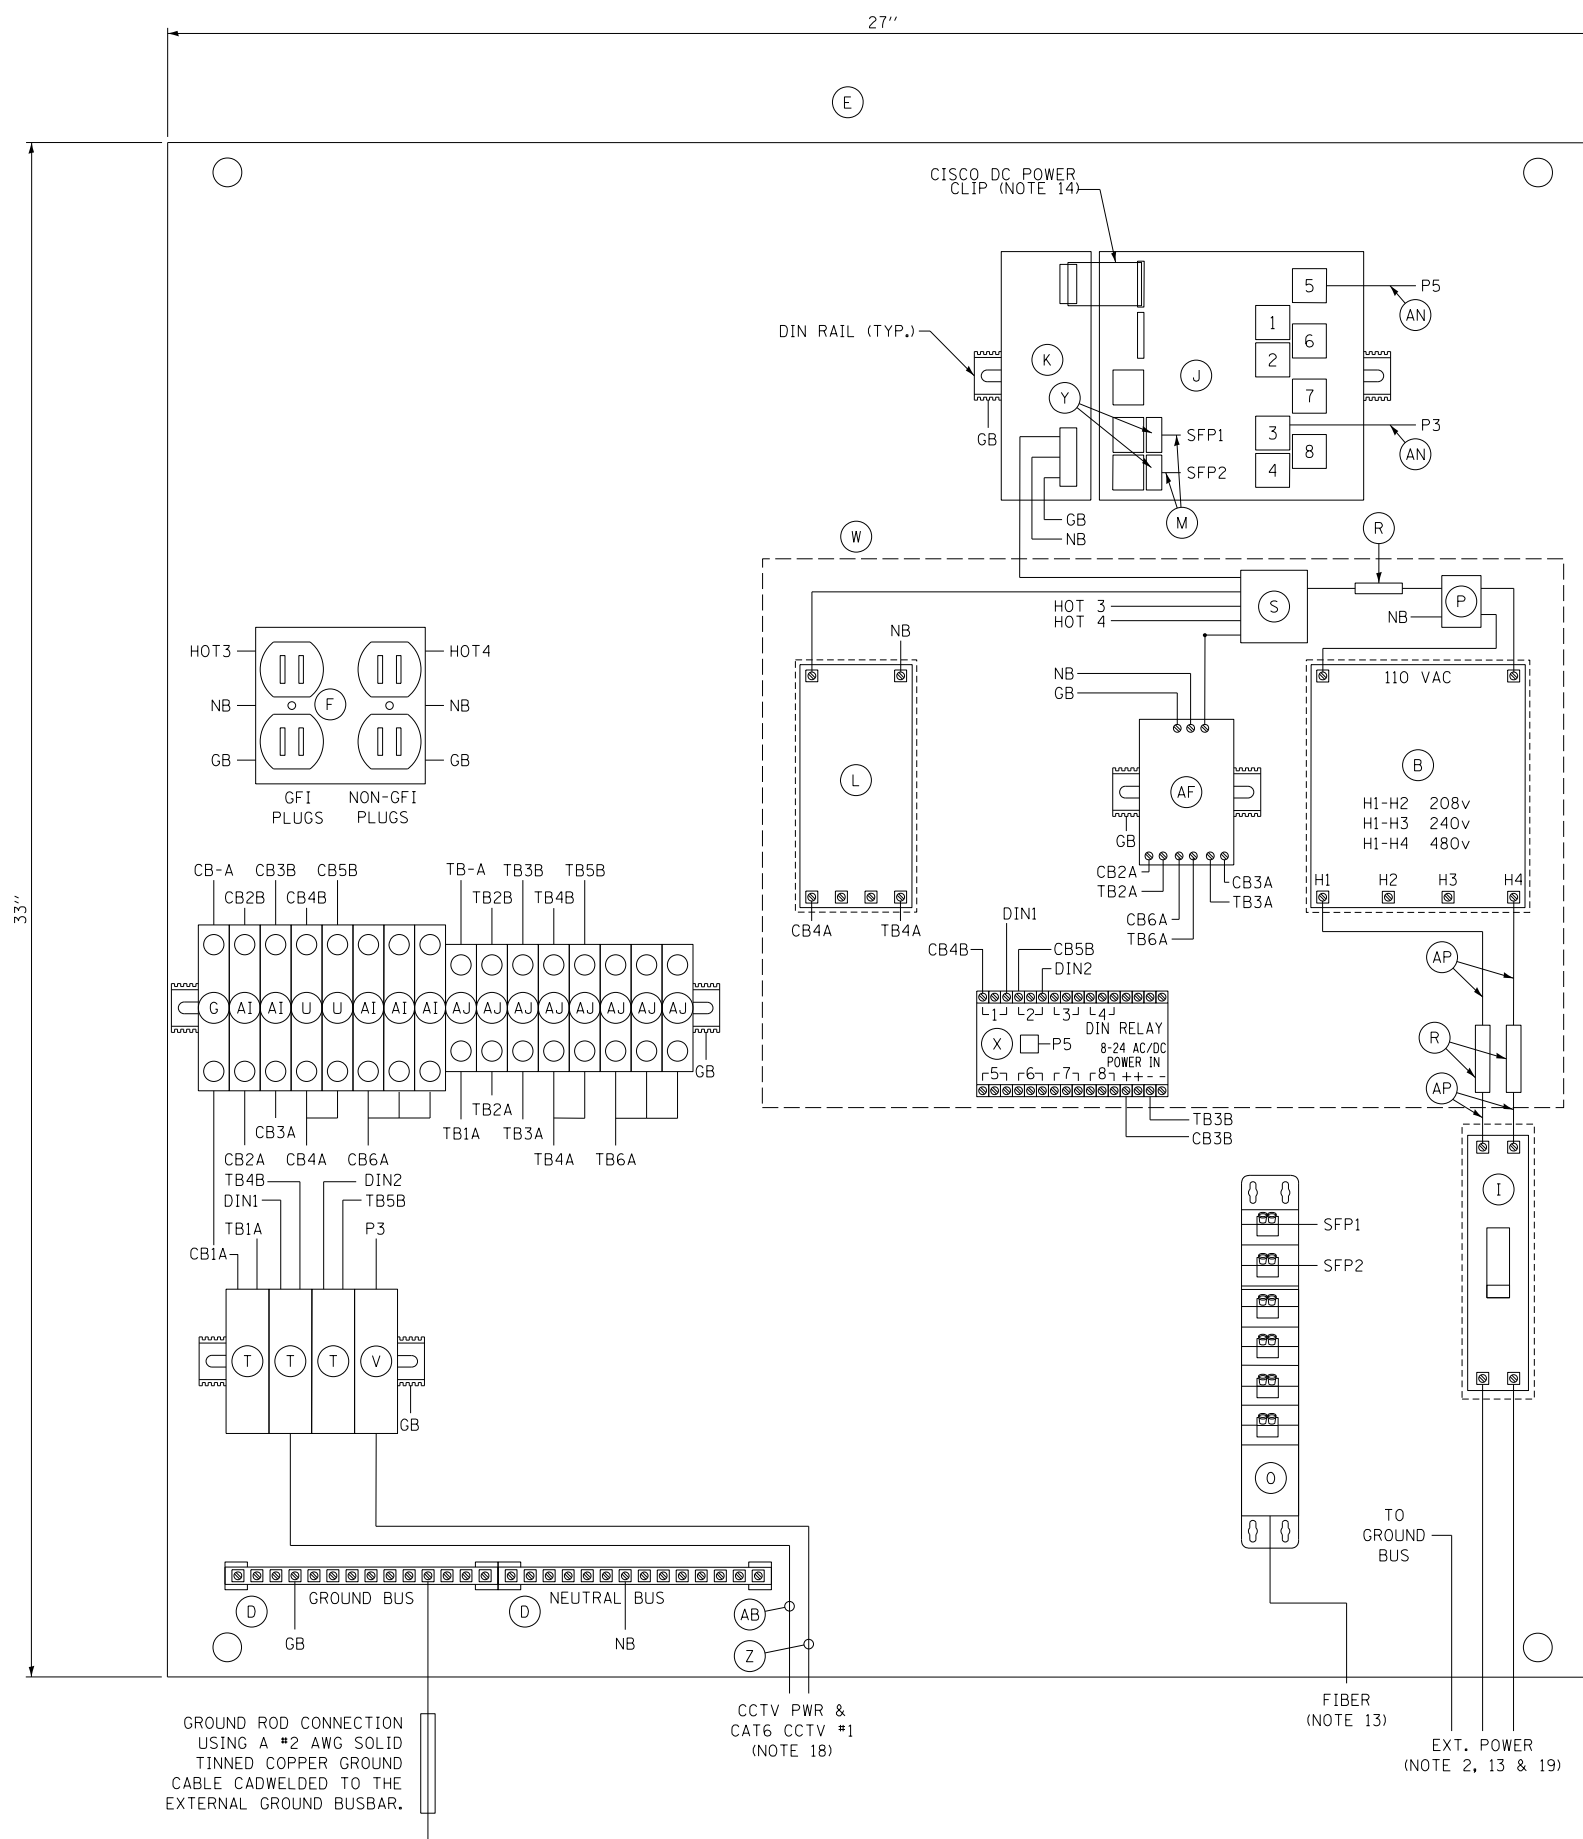 27''
E
33''
CISCO DC POWER
CLIP (NOTE 14)
DIN RAIL (TYP.)
K
J
Y
GB
5
P5
AN
1
6
2
7
3
P3
8
AN
4
SFP1
SFP2
M
GB
NB
W
R
HOT 3
HOT 4
S
NB
P
HOT3
HOT4
NB
F
NB
GB
GB
GFI
PLUGS
NON-GFI
PLUGS
NB
L
CB4A
TB4A
NB
GB
AF
GB
CB2A
TB2A
CB6A
TB6A
CB3A
TB3A
110 VAC
B
H1-H2 208v
H1-H3 240v
H1-H4 480v
H1
H2
H3
H4
CB-A
CB3B
CB5B
TB-A
TB3B
TB5B
CB2B
CB4B
TB2B
TB4B
G
AI
AI
U
U
AI
AI
AI
AJ
AJ
AJ
AJ
AJ
AJ
AJ
AJ
GB
TB2A
CB3A
TB1A
TB3A
CB2A
CB4A
CB6A
TB4A
TB6A
DIN1
CB4B
CB5B
DIN2
1
2
3
4
DIN RELAY
X
P5
8-24 AC/DC
POWER IN
5
6
7
8
++--
TB3B
CB3B
AP
R
AP
I
TB4B
DIN2
DIN1
TB5B
TB1A
P3
CB1A
T
T
T
V
GB
SFP1
SFP2
O
TO
GROUND
BUS
GROUND BUS
NEUTRAL BUS
D
D
GB
NB
AB
Z
CCTV PWR &
CAT6 CCTV #1
(NOTE 18)
FIBER
(NOTE 13)
EXT. POWER
(NOTE 2, 13 & 19)
GROUND ROD CONNECTION
USING A #2 AWG SOLID
TINNED COPPER GROUND
CABLE CADWELDED TO THE
EXTERNAL GROUND BUSBAR.